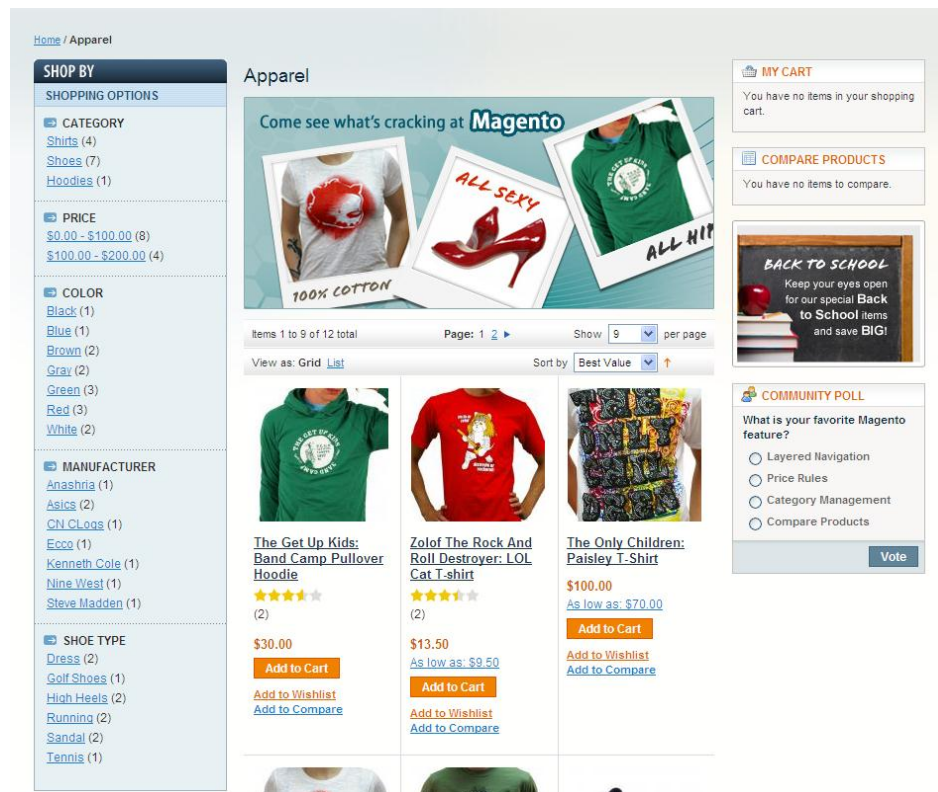 Home / Apparel
SHOP BY
SHOPPING OPTIONS
CATEGORY
Shirts (4)
Shoes (7)
Hoodies (1)
PRICE
$0.00 - $100.00 (8)
$100.00 - $200.00 (4)
COLOR
Black (1)
Blue (1)
Brown (2)
Gray (2)
Green (3)
Red (3)
White (2)
MANUFACTURER
Anashria (1)
Asics (2)
CN CLogs (1)
Ecco (1)
Kenneth Cole (1)
Nine West (1)
Steve Madden (1)
SHOE TYPE
Dress (2)
Golf Shoes (1)
High Heels (2)
Running (2)
Sandal (2)
Tennis (1)
Apparel
Come see what's cracking at Magento
100% COTTON
ALL SEXY
THE GET UP KIDS
BAND CAMP
ALL HIP
Items 1 to 9 of 12 total Page: 1 2 Show 9 per page
View as: Grid List Sort by Best Value
THE GET UP KIDS
BAND CAMP
The Get Up Kids:
Band Camp Pullover
Hoodie
(2)
$30.00
Add to Cart
Add to Wishlist
Add to Compare
Zolof The Rock And
Roll Destroyer: LOL
Cat T-shirt
(2)
$13.50
As low as: $9.50
Add to Cart
Add to Wishlist
Add to Compare
The Only Children:
Paisley T-Shirt
$100.00
As low as: $70.00
Add to Cart
Add to Wishlist
Add to Compare
MY CART
You have no items in your shopping
cart.
COMPARE PRODUCTS
You have no items to compare.
BACK TO SCHOOL
Keep your eyes open
for our special Back
to School items
and save BIG!
COMMUNITY POLL
What is your favorite Magento
feature?
Layered Navigation
Price Rules
Category Management
Compare Products
Vote